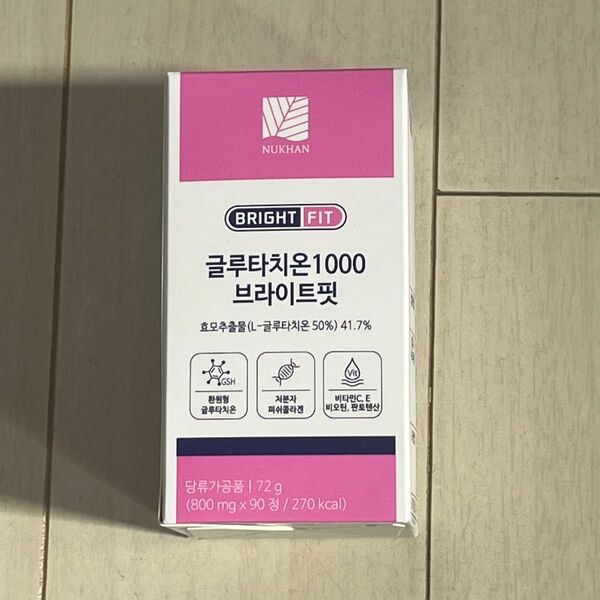 NUKHAN
BRIGHT FIT
글루타치온1000
브라이트핏
효모추출물(L-글루타치온 50%) 41.7%
GSH
환원형
글루타치온
저분자
피쉬콜라겐
Vit
비타민C, E
비오틴, 판토텐산
당류가공품 | 72 g
(800 mg x 90 정 / 270 kcal)